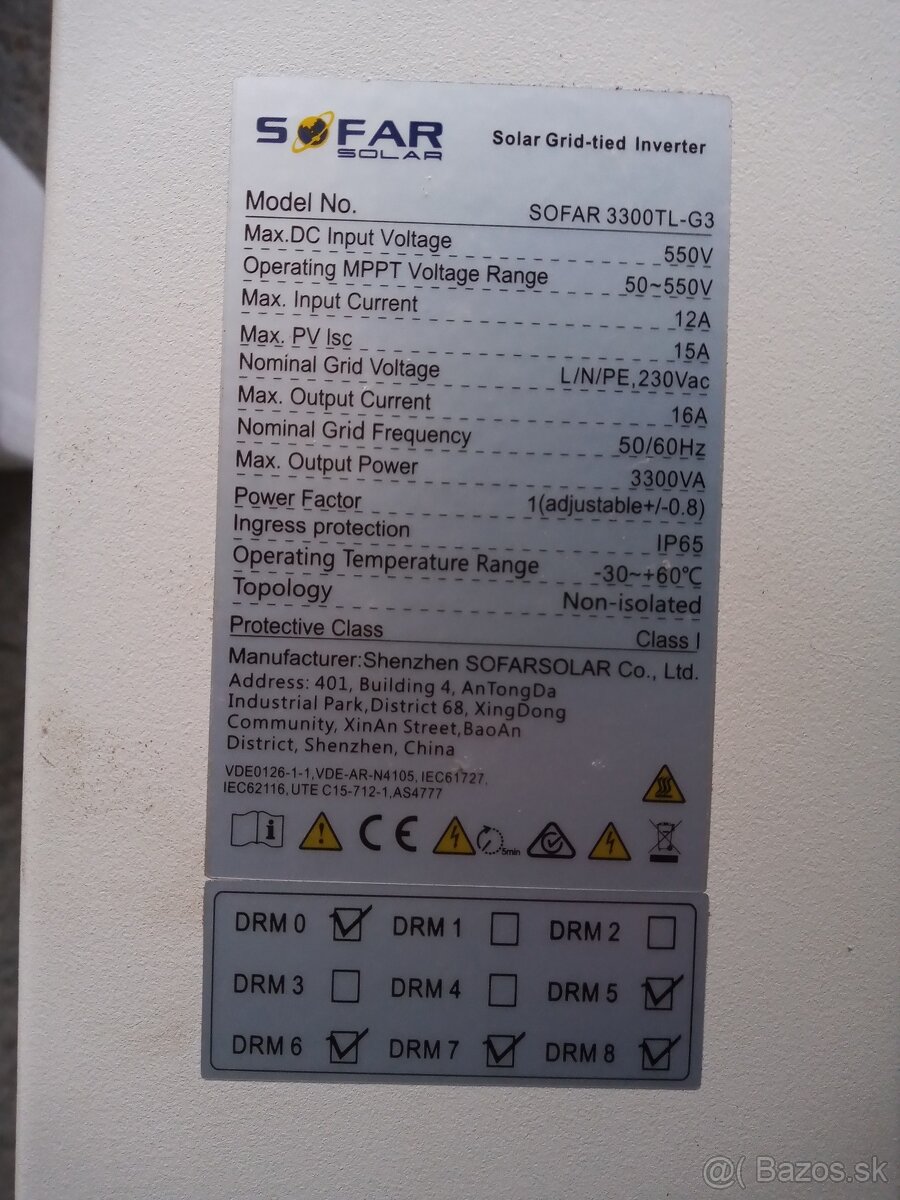 SOFAR
SOLAR
Solar Grid-tied Inverter
Model No. SOFAR 3300TL-G3
Max.DC Input Voltage 550V
Operating MPPT Voltage Range 50~550V
Max. Input Current 12A
Max. PV Isc 15A
Nominal Grid Voltage L/N/PE,230Vac
Max. Output Current 16A
Nominal Grid Frequency 50/60Hz
Max. Output Power 3300VA
Power Factor 1(adjustable+/-0.8)
Ingress protection IP65
Operating Temperature Range -30~+60℃
Topology Non-isolated
Protective Class Class I
Manufacturer:Shenzhen SOFARSOLAR Co., Ltd.
Address: 401, Building 4, AnTongDa
Industrial Park,District 68, XingDong
Community, XinAn Street,BaoAn
District, Shenzhen, China
VDE0126-1-1,VDE-AR-N4105, IEC61727,
IEC62116, UTE C15-712-1,AS4777
i CE 5min
DRM 0 DRM 1 DRM 2
DRM 3 DRM 4 DRM 5
DRM 6 DRM 7 DRM 8
@( Bazos.sk